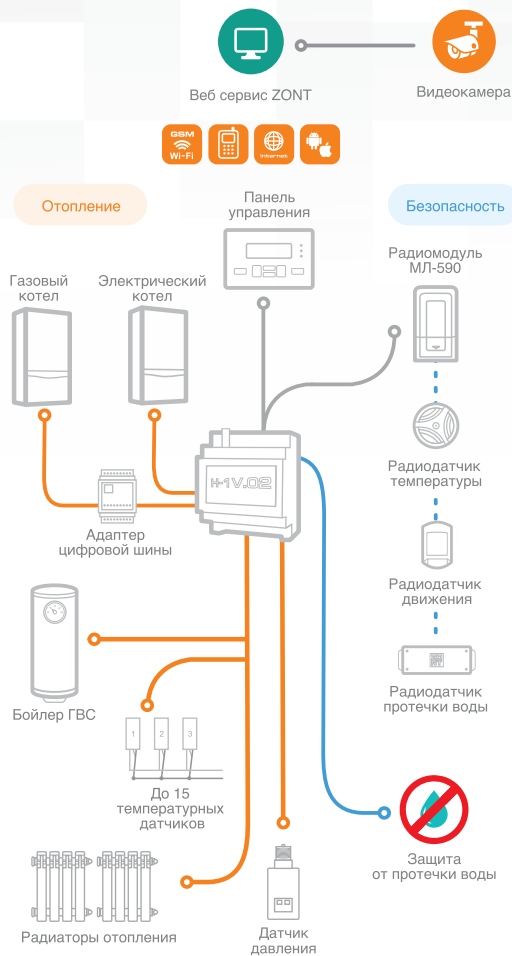 Веб сервис ZONT
Видеокамера
GSM
Wi-Fi
Internet
Отопление
Панель
управления
Безопасность
Радиомодуль
МЛ-590
Газовый
котел
Электрический
котел
H-1V.02
Радиодатчик
температуры
Адаптер
цифровой шины
Радиодатчик
движения
Бойлер ГВС
Радиодатчик
протечки воды
1 2 3
До 15
температурных
датчиков
Защита
от протечки воды
Радиаторы отопления
Датчик
давления